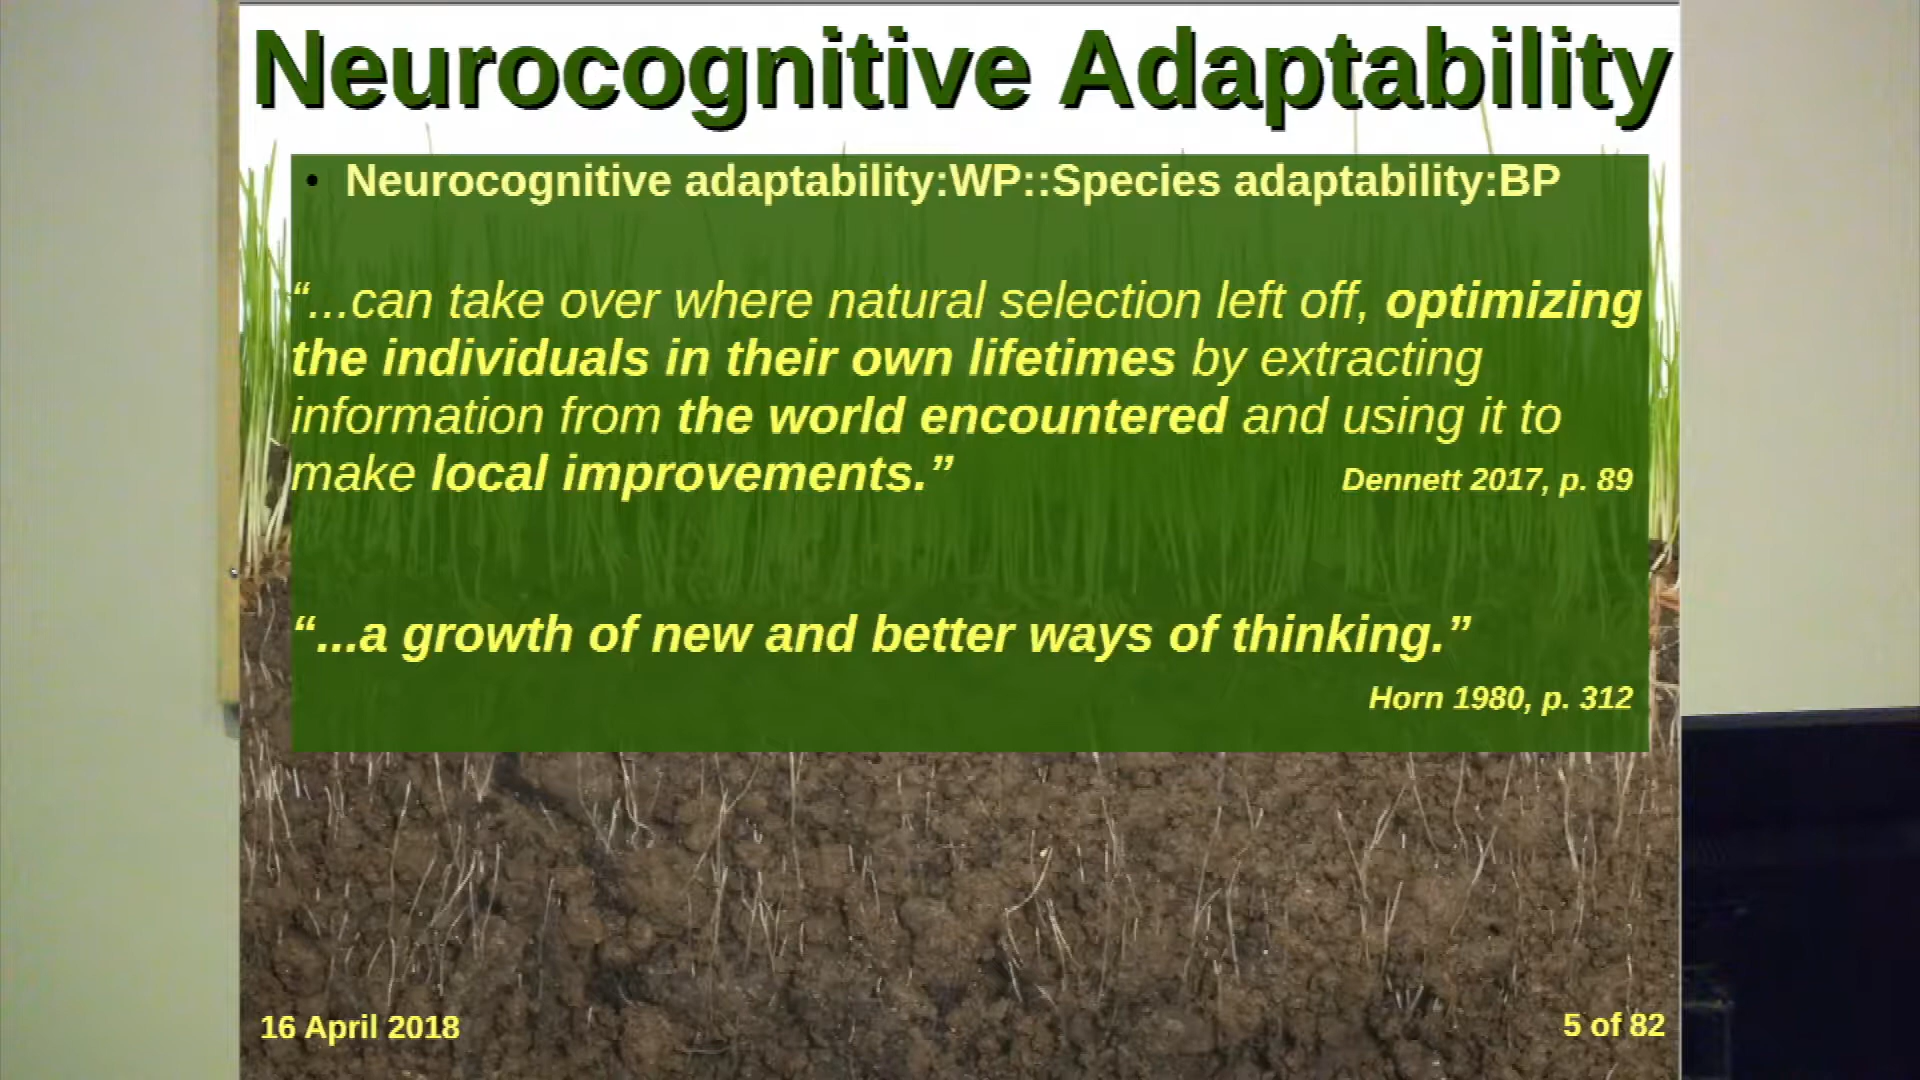 Neurocognitive Adaptability
• Neurocognitive adaptability:WP::Species adaptability:BP
“...can take over where natural selection left off, optimizing
the individuals in their own lifetimes by extracting
information from the world encountered and using it to
make local improvements.”
Dennett 2017, p. 89
“...a growth of new and better ways of thinking.”
Horn 1980, p. 312
16 April 2018
5 of 82